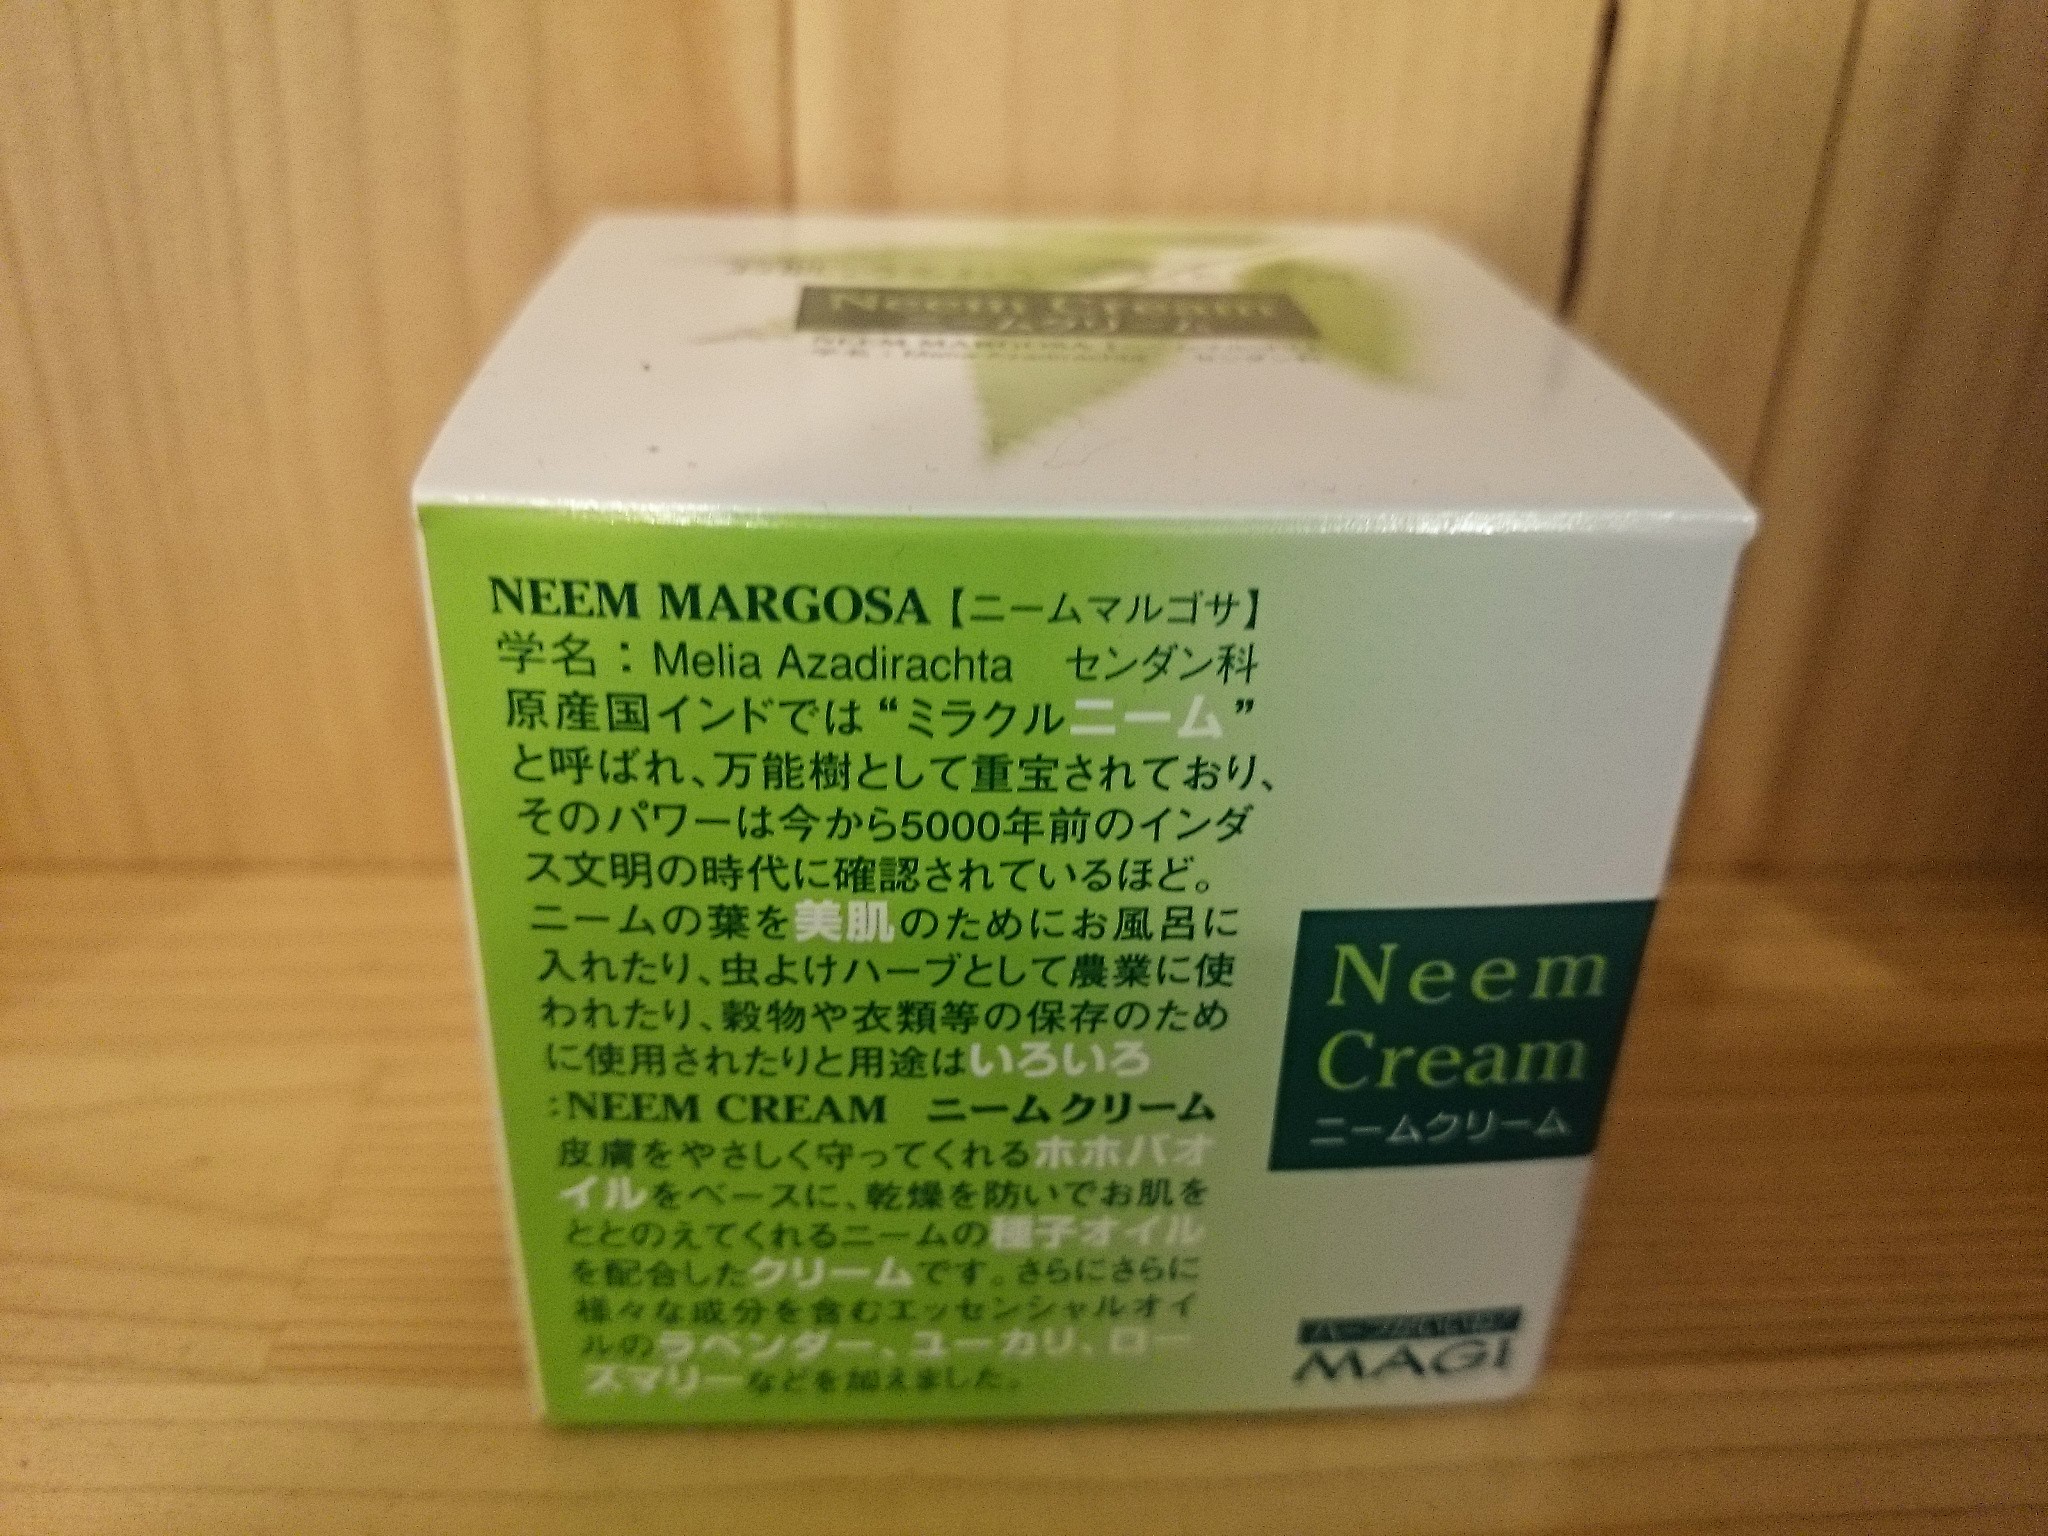 Neem Cream
ニームクリーム
NEEM MARGOSA【ニームマルゴサ】
学名：Melia Azadirachta　センダン科
原産国インドでは“ミラクルニーム”
と呼ばれ、万能樹として重宝されており、
そのパワーは今から5000年前のインダ
ス文明の時代に確認されているほど。
ニームの葉を美肌のためにお風呂に
入れたり、虫よけハーブとして農業に使
われたり、穀物や衣類等の保存のため
に使用されたりと用途はいろいろ
:NEEM CREAM　ニームクリーム
皮膚をやさしく守ってくれるホホバオ
イルをベースに、乾燥を防いでお肌を
ととのえてくれるニームの種子オイル
を配合したクリームです。さらにさらに
様々な成分を含むエッセンシャルオイ
ルのラベンダー、ユーカリ、ロー
ズマリーなどを加えました。
Neem
Cream
ニームクリーム
MAGI